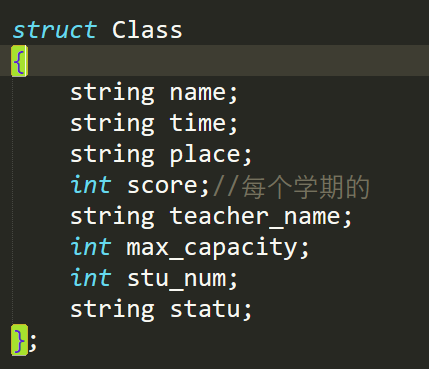 struct Class
{
    string name;
    string time;
    string place;
    int score;//每个学期的
    string teacher_name;
    int max_capacity;
    int stu_num;
    string statu;
};